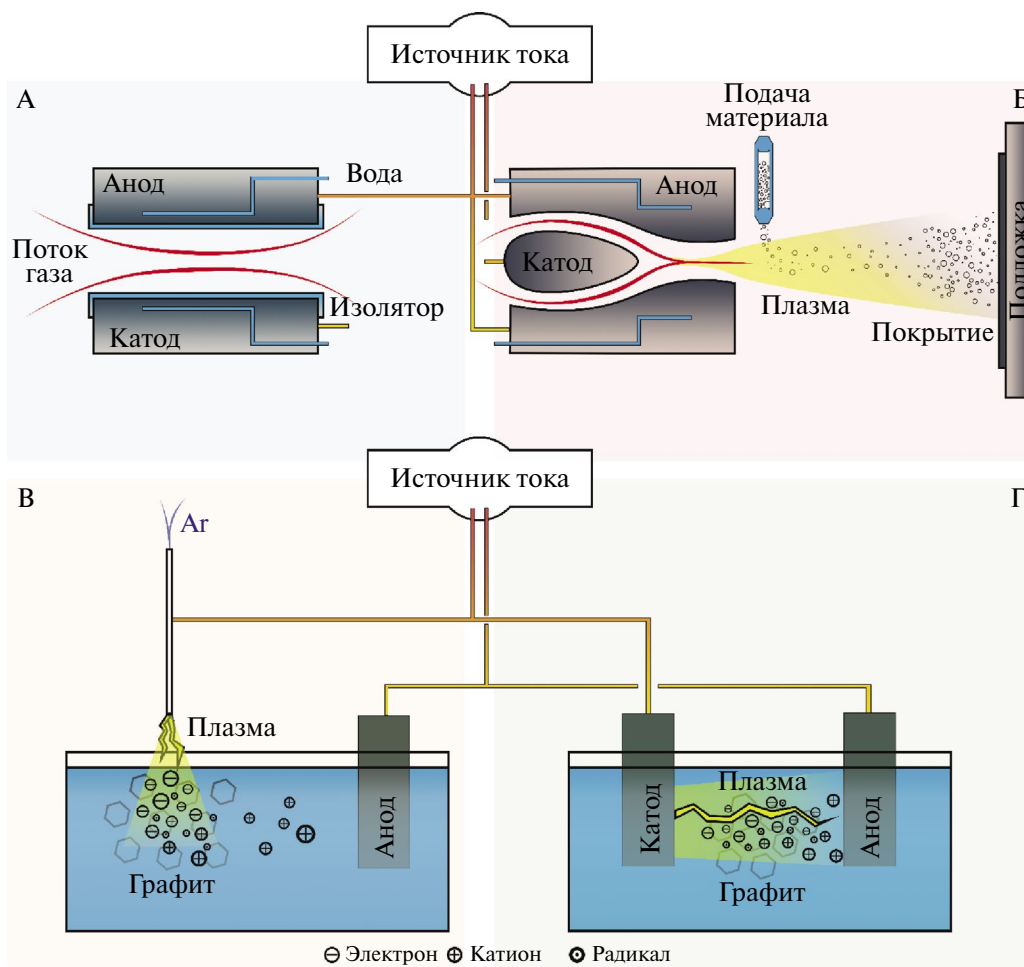 Источник тока
А
Б
Подача
материала
Анод
Вода
Анод
Поток
газа
Катод
Изолятор
Катод
Плазма
Покрытие
Подложка
Источник тока
В
Г
Ar
Плазма
Анод
Графит
Катод
Плазма
Анод
Графит
Электрон
Катион
Радикал